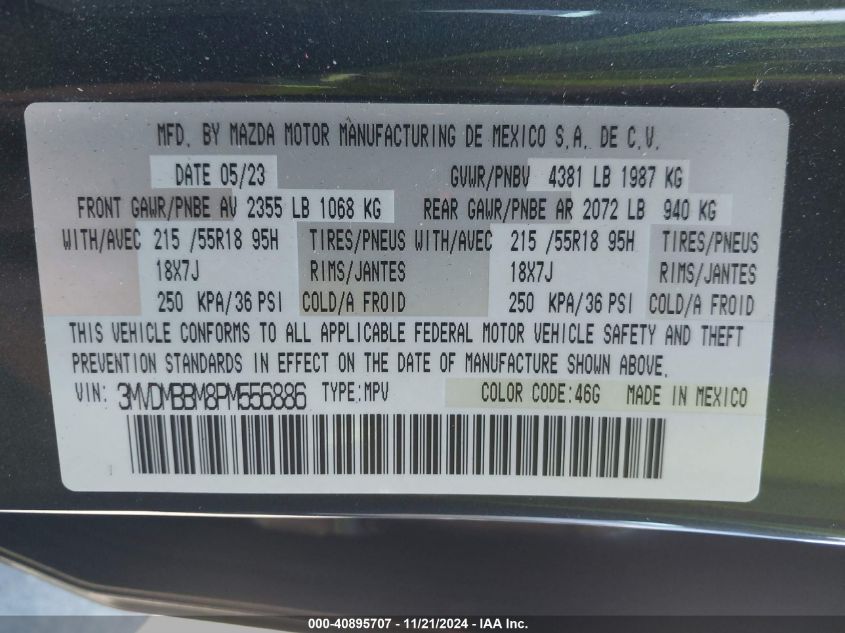 MFD. BY MAZDA MOTOR MANUFACTURING DE MEXICO S.A. DE C.V.
DATE 05/23 GVWR/PNBV 4381 LB 1987 KG
FRONT GAWR/PNBE AV 2355 LB 1068 KG REAR GAWR/PNBE AR 2072 LB 940 KG
WITH/AVEC 215 /55R18 95H TIRES/PNEUS WITH/AVEC 215 /55R18 95H TIRES/PNEUS
18X7J RIMS/JANTES 18X7J RIMS/JANTES
250 KPA/36 PSI COLD/A FROID 250 KPA/36 PSI COLD/A FROID
THIS VEHICLE CONFORMS TO ALL APPLICABLE FEDERAL MOTOR VEHICLE SAFETY AND THEFT
PREVENTION STANDARDS IN EFFECT ON THE DATE OF MANUFACTURE SHOWN ABOVE.
VIN: 3MVDMBBM8PM556886 TYPE:MPV COLOR CODE:46G MADE IN MEXICO
000-40895707 - 11/21/2024 - IAA Inc.